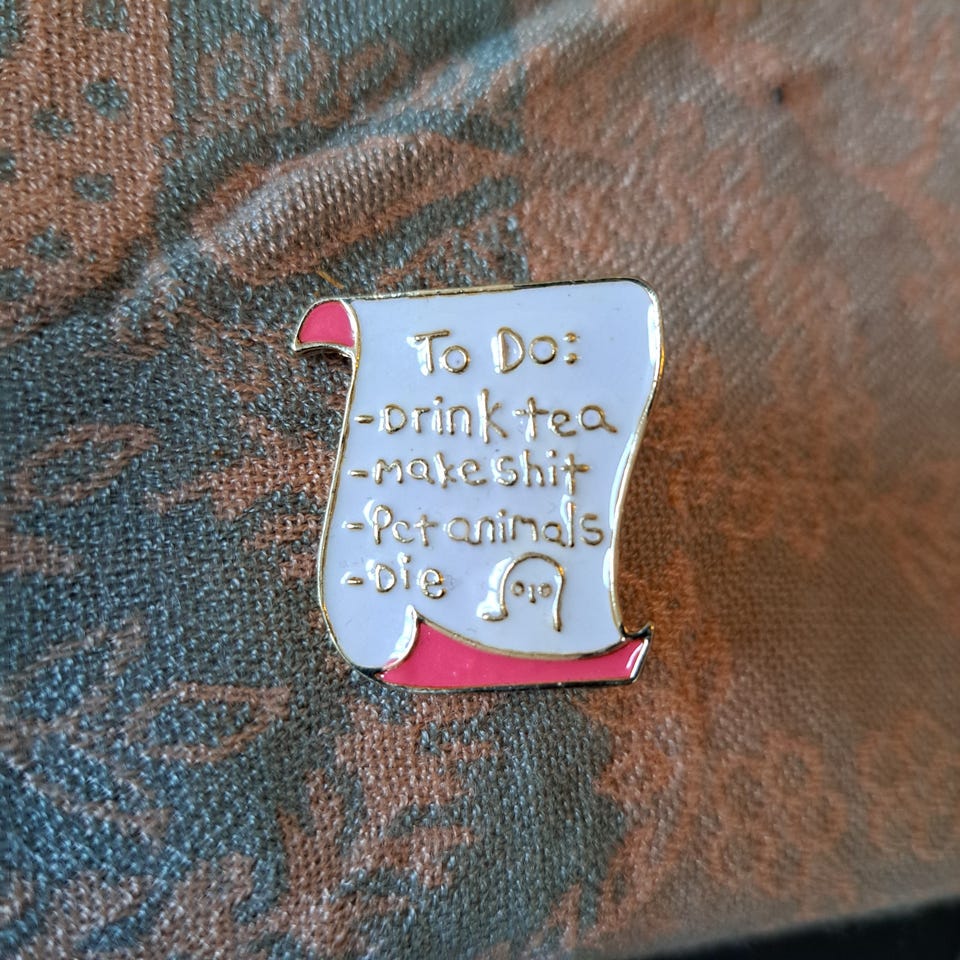 To Do:
-Drink tea
-make shit
-Pet animals
-Die